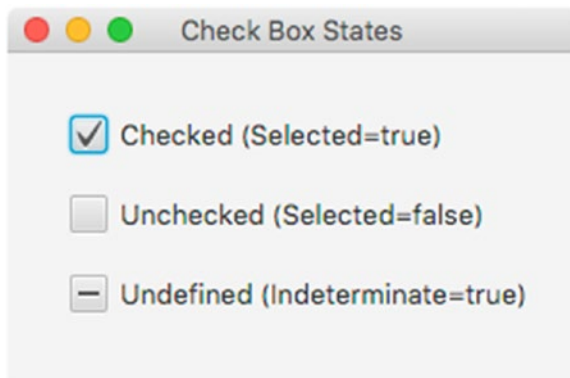 Check Box States
Checked (Selected=true)
Unchecked (Selected=false)
Undefined (Indeterminate=true)